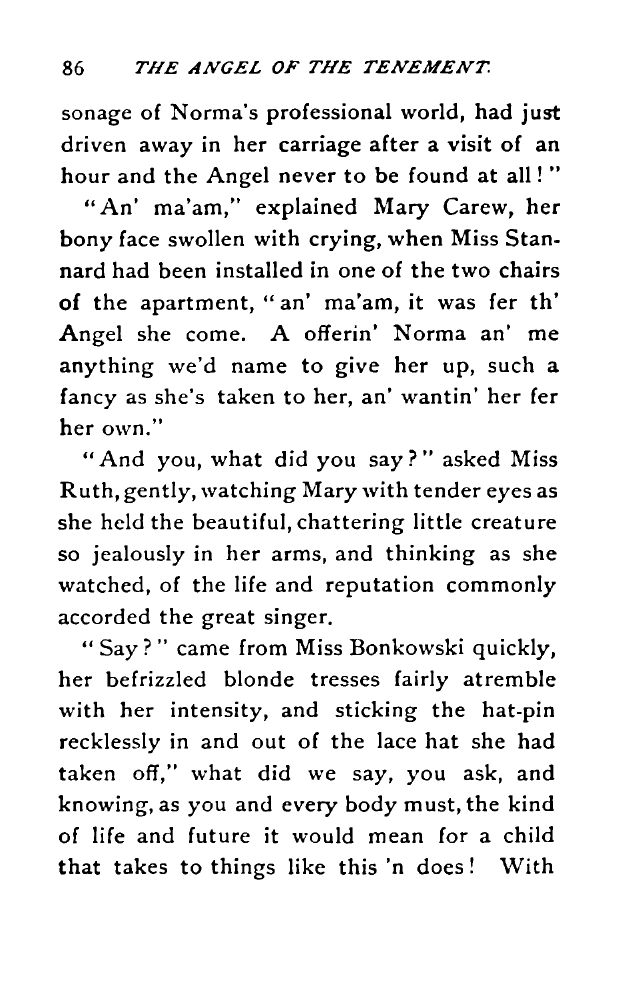 86 THE ANGEL OF THE TENEMENT.
sonage of Norma's professional world, had just
driven away in her carriage after a visit of an
hour and the Angel never to be found at all!"
"An' ma'am," explained Mary Carew, her
bony face swollen with crying, when Miss Stan-
nard had been installed in one of the two chairs
of the apartment, "an' ma'am, it was fer th'
Angel she come. A offerin' Norma an' me
anything we'd name to give her up, such a
fancy as she's taken to her, an' wantin' her fer
her own."
"And you, what did you say?" asked Miss
Ruth, gently, watching Mary with tender eyes as
she held the beautiful, chattering little creature
so jealously in her arms, and thinking as she
watched, of the life and reputation commonly
accorded the great singer.
"Say?" came from Miss Bonkowski quickly,
her befrizzled blonde tresses fairly atremble
with her intensity, and sticking the hat-pin
recklessly in and out of the lace hat she had
taken off," what did we say, you ask, and
knowing, as you and every body must, the kind
of life and future it would mean for a child
that takes to things like this 'n does! With